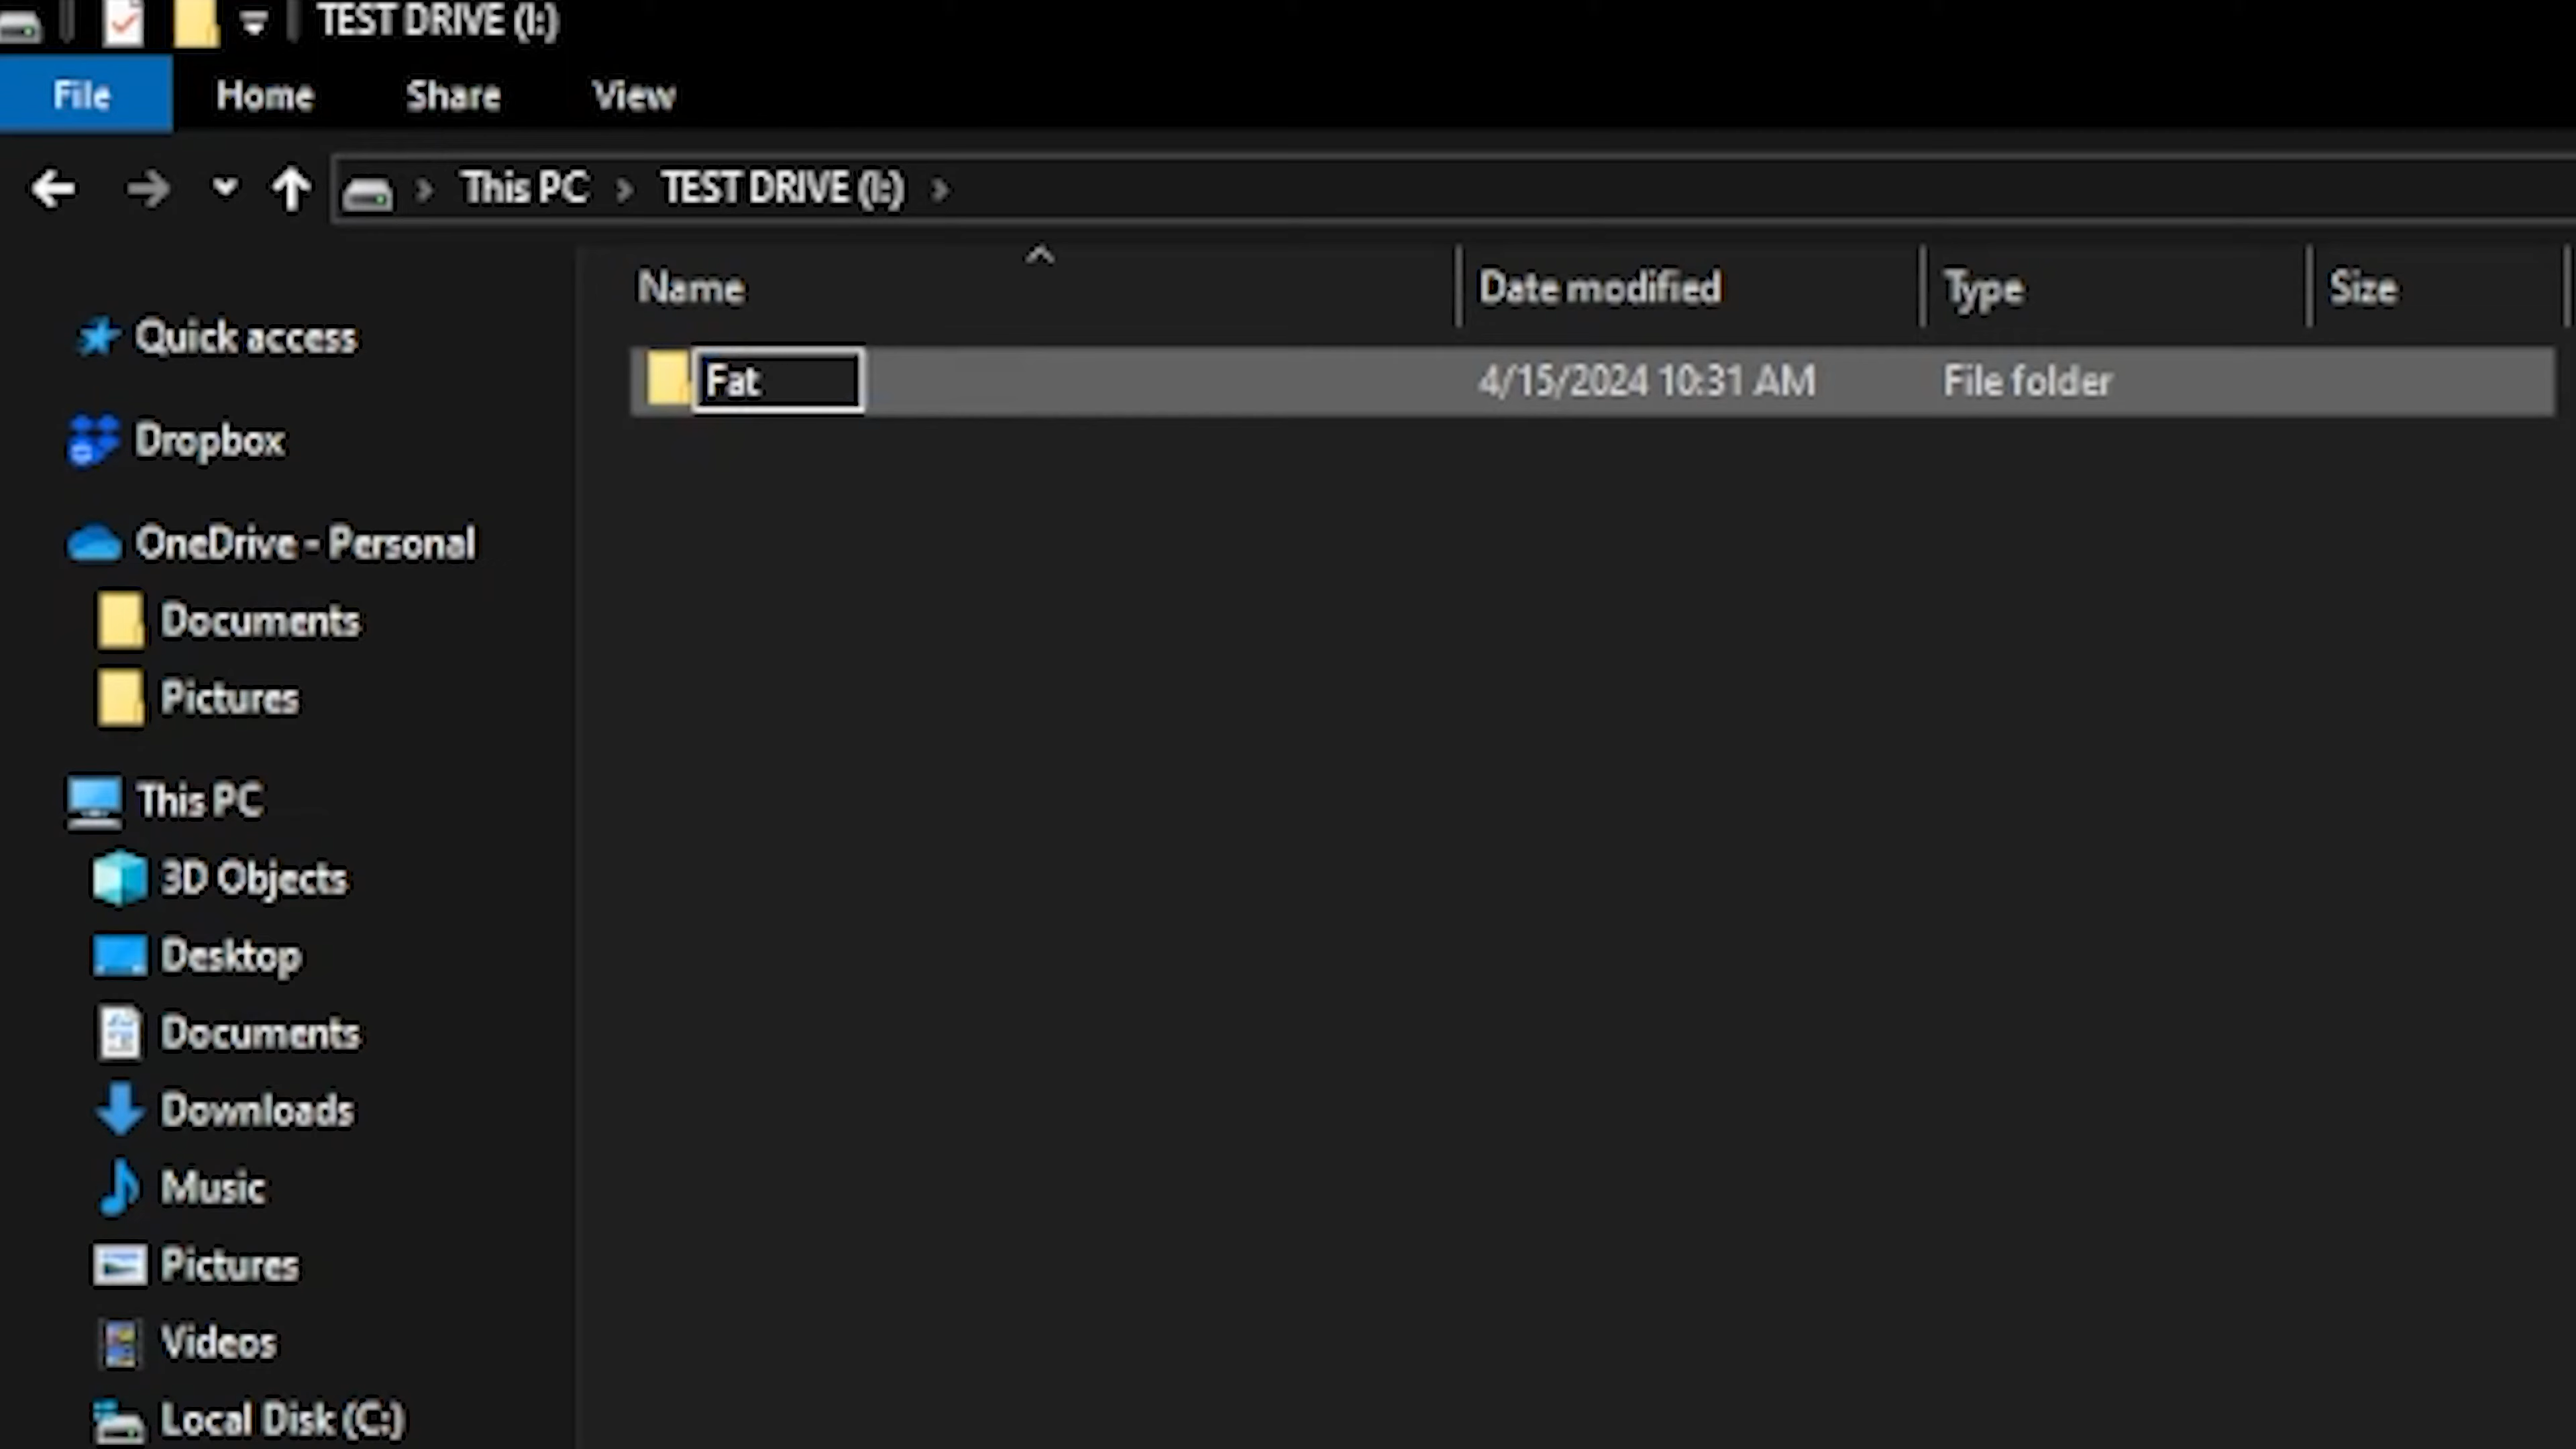 TEST DRIVE (I:)
File Home Share View
This PC TEST DRIVE (I:)
Name Date modified Type Size
Fat 4/15/2024 10:31 AM File folder
Quick access
Dropbox
OneDrive - Personal
Documents
Pictures
This PC
3D Objects
Desktop
Documents
Downloads
Music
Pictures
Videos
Local Disk (C:)